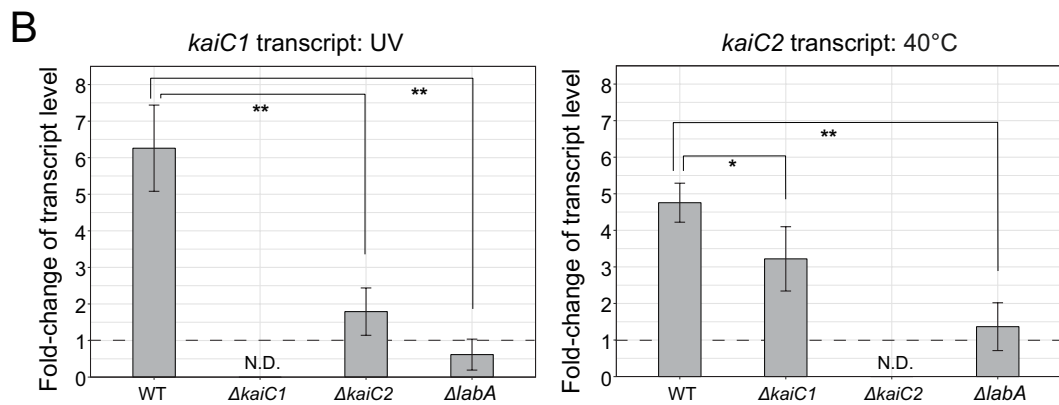 B
kaiC1 transcript: UV
Fold-change of transcript level
8
7
6
5
4
3
2
1
0
**
**
N.D.
WT ΔkaiC1 ΔkaiC2 ΔlabA
kaiC2 transcript: 40°C
Fold-change of transcript level
8
7
6
5
4
3
2
1
0
**
*
N.D.
WT ΔkaiC1 ΔkaiC2 ΔlabA